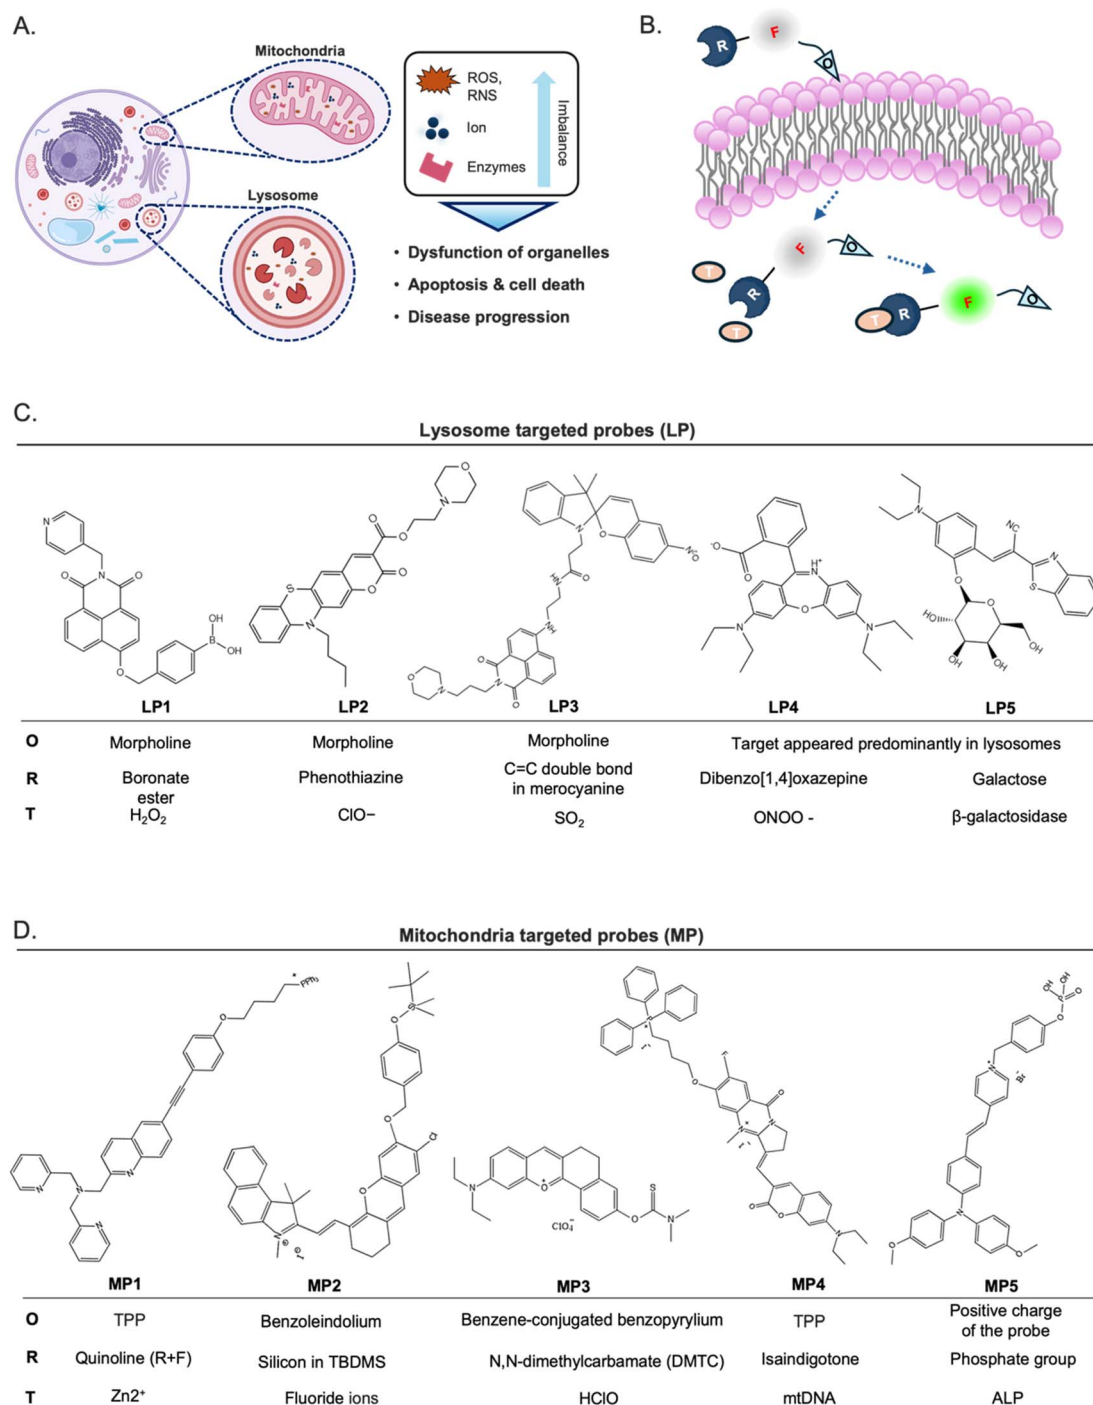 A.
Mitochondria
Lysosome
ROS,
RNS
Ion
Enzymes
Imbalance
• Dysfunction of organelles
• Apoptosis & cell death
• Disease progression
B.
R
F
O
F
O
T
R
T
T
R
F
O
C.
Lysosome targeted probes (LP)
LP1 LP2 LP3 LP4 LP5
O Morpholine Morpholine Morpholine Target appeared predominantly in lysosomes
R Boronate ester Phenothiazine C=C double bond in merocyanine Dibenzo[1,4]oxazepine Galactose
T H₂O₂ ClO− SO₂ ONOO - β-galactosidase
D.
Mitochondria targeted probes (MP)
MP1 MP2 MP3 MP4 MP5
O TPP Benzoleindolium Benzene-conjugated benzopyrylium TPP Positive charge of the probe
R Quinoline (R+F) Silicon in TBDMS N,N-dimethylcarbamate (DMTC) Isaindigotone Phosphate group
T Zn2⁺ Fluoride ions HClO mtDNA ALP